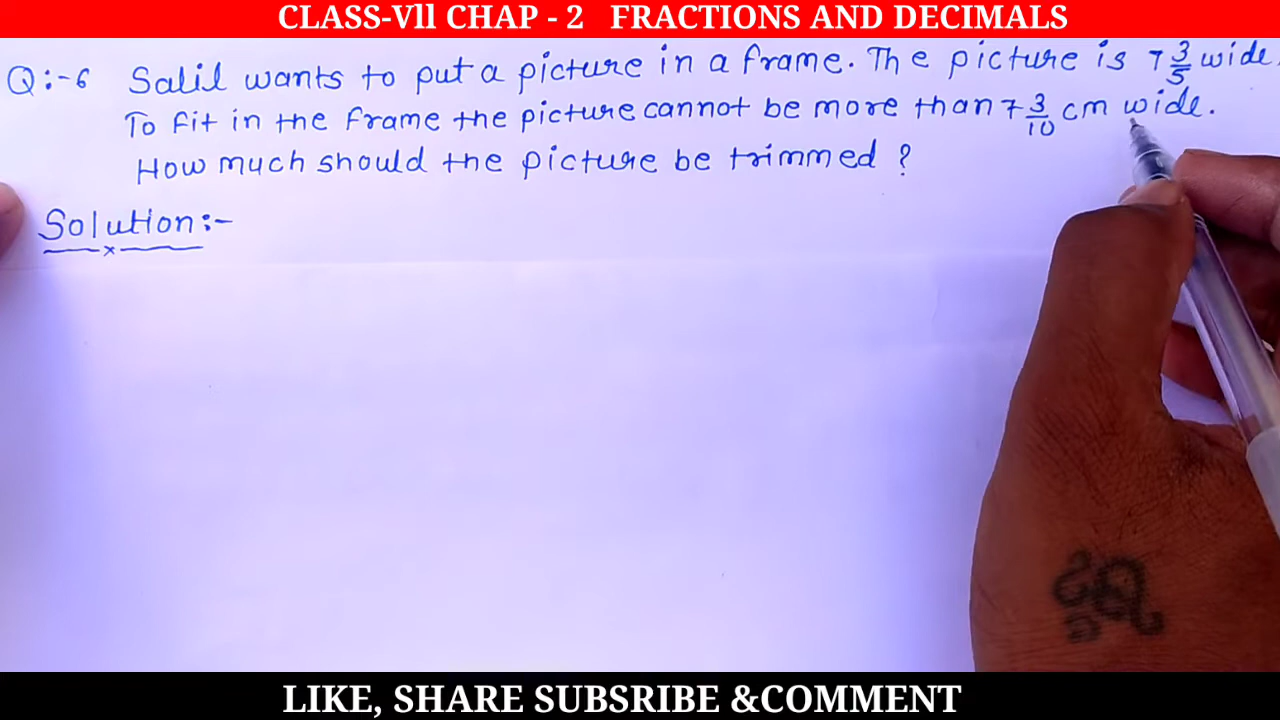 CLASS-Vll CHAP - 2 FRACTIONS AND DECIMALS
Q:-6 Salil wants to put a picture in a frame. The picture is 7 3/5 wide.
To fit in the frame the picture cannot be more than 7 3/10 cm wide.
How much should the picture be trimmed ?
Solution:-
LIKE, SHARE SUBSRIBE &COMMENT